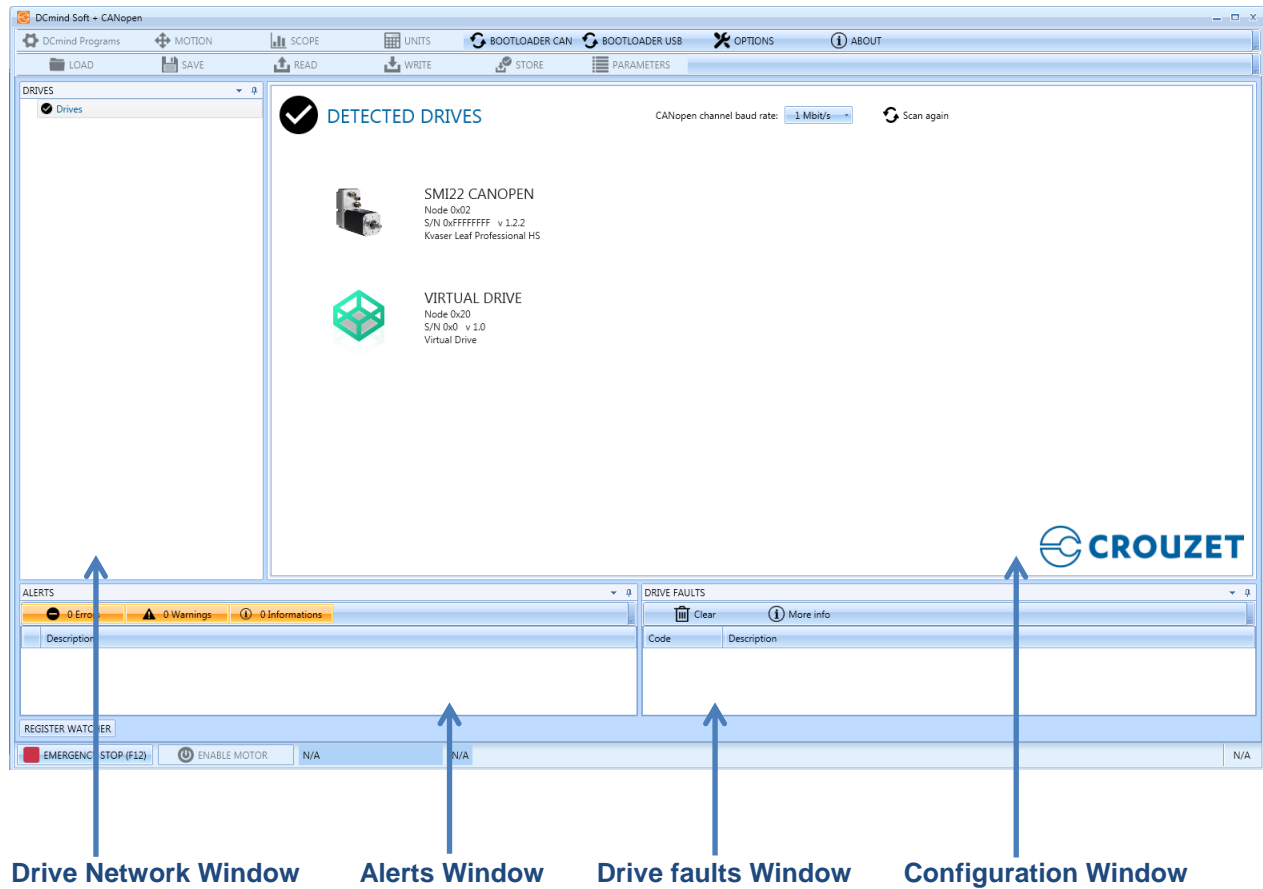 DCmind Soft + CANopen
DCmind Programs MOTION SCOPE UNITS BOOTLOADER CAN BOOTLOADER USB OPTIONS ABOUT
LOAD SAVE READ WRITE STORE PARAMETERS
DRIVES
Drives
DETECTED DRIVES CANopen channel baud rate: 1 Mbit/s Scan again
SMI22 CANOPEN
Node 0x02
S/N 0xFFFFFFFF v 1.2.2
Kvaser Leaf Professional HS
VIRTUAL DRIVE
Node 0x20
S/N 0x0 v 1.0
Virtual Drive
CROUZET
ALERTS DRIVE FAULTS
0 Errors 0 Warnings 0 Informations Clear More info
Description Code Description
REGISTER WATCHER
EMERGENCY STOP (F12) ENABLE MOTOR N/A N/A N/A
Drive Network Window Alerts Window Drive faults Window Configuration Window